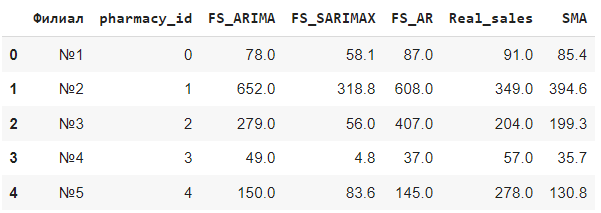 Филиал pharmacy_id FS_ARIMA FS_SARIMAX FS_AR Real_sales SMA
0 №1 0 78.0 58.1 87.0 91.0 85.4
1 №2 1 652.0 318.8 608.0 349.0 394.6
2 №3 2 279.0 56.0 407.0 204.0 199.3
3 №4 3 49.0 4.8 37.0 57.0 35.7
4 №5 4 150.0 83.6 145.0 278.0 130.8